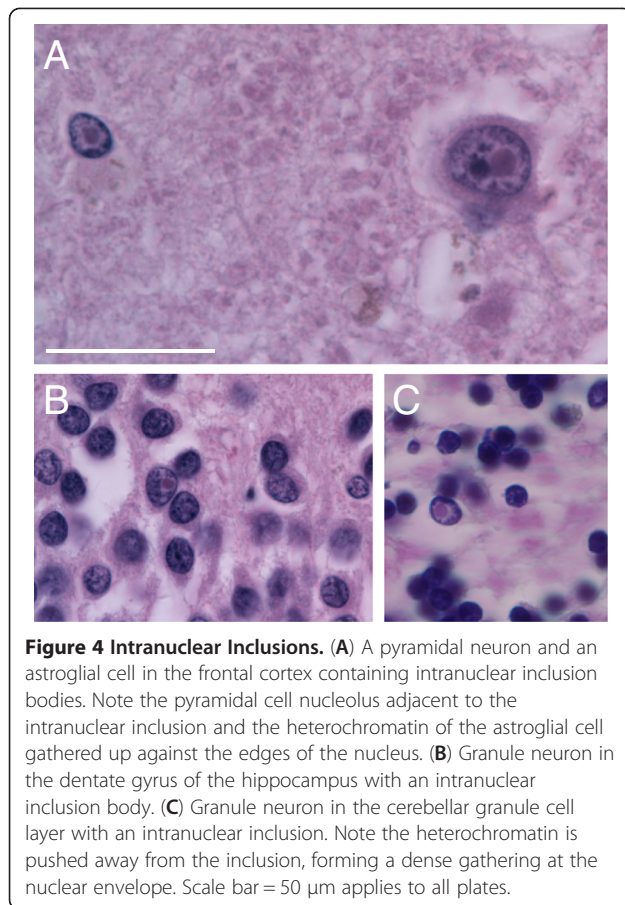 A
B
C
Figure 4 Intranuclear Inclusions. (A) A pyramidal neuron and an
astroglial cell in the frontal cortex containing intranuclear inclusion
bodies. Note the pyramidal cell nucleolus adjacent to the
intranuclear inclusion and the heterochromatin of the astroglial cell
gathered up against the edges of the nucleus. (B) Granule neuron in
the dentate gyrus of the hippocampus with an intranuclear
inclusion body. (C) Granule neuron in the cerebellar granule cell
layer with an intranuclear inclusion. Note the heterochromatin is
pushed away from the inclusion, forming a dense gathering at the
nuclear envelope. Scale bar = 50 μm applies to all plates.